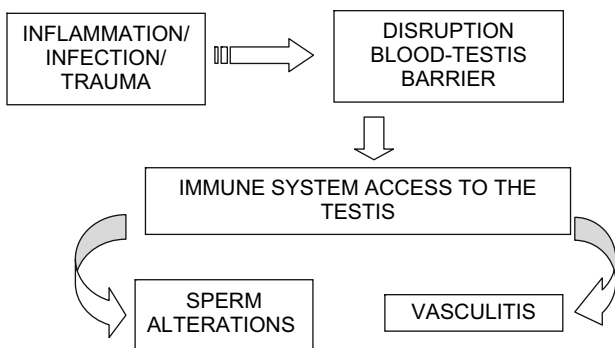 INFLAMMATION/
INFECTION/
TRAUMA
DISRUPTION
BLOOD-TESTIS
BARRIER
IMMUNE SYSTEM ACCESS TO THE
TESTIS
SPERM
ALTERATIONS
VASCULITIS